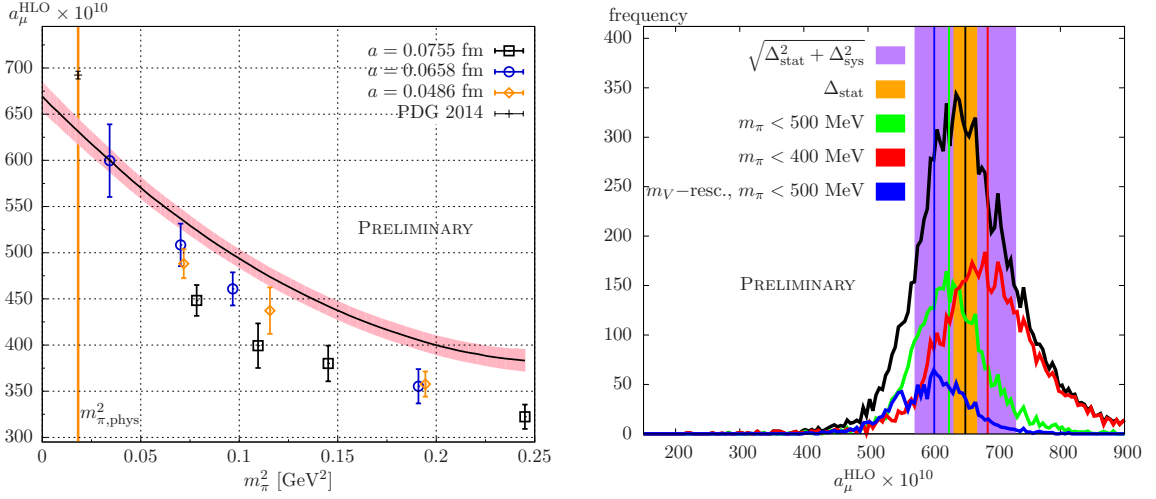 a_μ^HLO × 10^10
a = 0.0755 fm
a = 0.0658 fm
a = 0.0486 fm
PDG 2014
PRELIMINARY
m²_π,phys
700
650
600
550
500
450
400
350
300
0 0.05 0.1 0.15 0.2 0.25
m²_π [GeV²]
frequency
√(Δ²_stat + Δ²_sys)
Δ_stat
m_π < 500 MeV
m_π < 400 MeV
m_V−resc., m_π < 500 MeV
PRELIMINARY
400
350
300
250
200
150
100
50
0
200 300 400 500 600 700 800 900
a_μ^HLO × 10^10